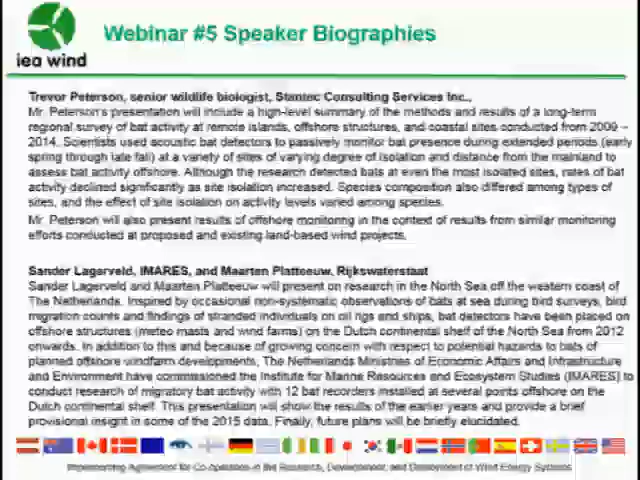 iea wind
Webinar #5 Speaker Biographies
Trevor Peterson, senior wildlife biologist, Stantec Consulting Services Inc.,
Mr. Peterson's presentation will include a high-level summary of the methods and results of a long-term
regional survey of bat activity at remote islands, offshore structures, and coastal sites conducted from 2009 –
2014. Scientists used acoustic bat detectors to passively monitor bat presence during extended periods (early
spring through late fall) at a variety of sites of varying degree of isolation and distance from the mainland to
assess bat activity offshore. Although the research detected bats at even the most isolated sites, rates of bat
activity declined significantly as site isolation increased. Species composition also differed among types of
sites, and the effect of site isolation on activity levels varied among species.
Mr. Peterson will also present results of offshore monitoring in the context of results from similar monitoring
efforts conducted at proposed and existing land-based wind projects.
Sander Lagerveld, IMARES, and Maarten Platteeuw, Rijkswaterstaat
Sander Lagerveld and Maarten Platteeuw will present on research in the North Sea off the western coast of
The Netherlands. Inspired by occasional non-systematic observations of bats at sea during bird surveys, bird
migration counts and findings of stranded individuals on oil rigs and ships, bat detectors have been placed on
offshore structures (meteo masts and wind farms) on the Dutch continental shelf of the North Sea from 2012
onwards. In addition to this and because of growing concern with respect to potential hazards to bats of
planned offshore windfarm developments, The Netherlands Ministries of Economic Affairs and Infrastructure
and Environment have commissioned the Institute for Marine Resources and Ecosystem Studies (IMARES) to
conduct research of migratory bat activity with 12 bat recorders installed at several points offshore on the
Dutch continental shelf. This presentation will show the results of the earlier years and provide a brief
provisional insight in some of the 2015 data. Finally, future plans will be briefly elucidated.
Implementing Agreement for Co-operation in the Research, Development, and Deployment of Wind Energy Systems